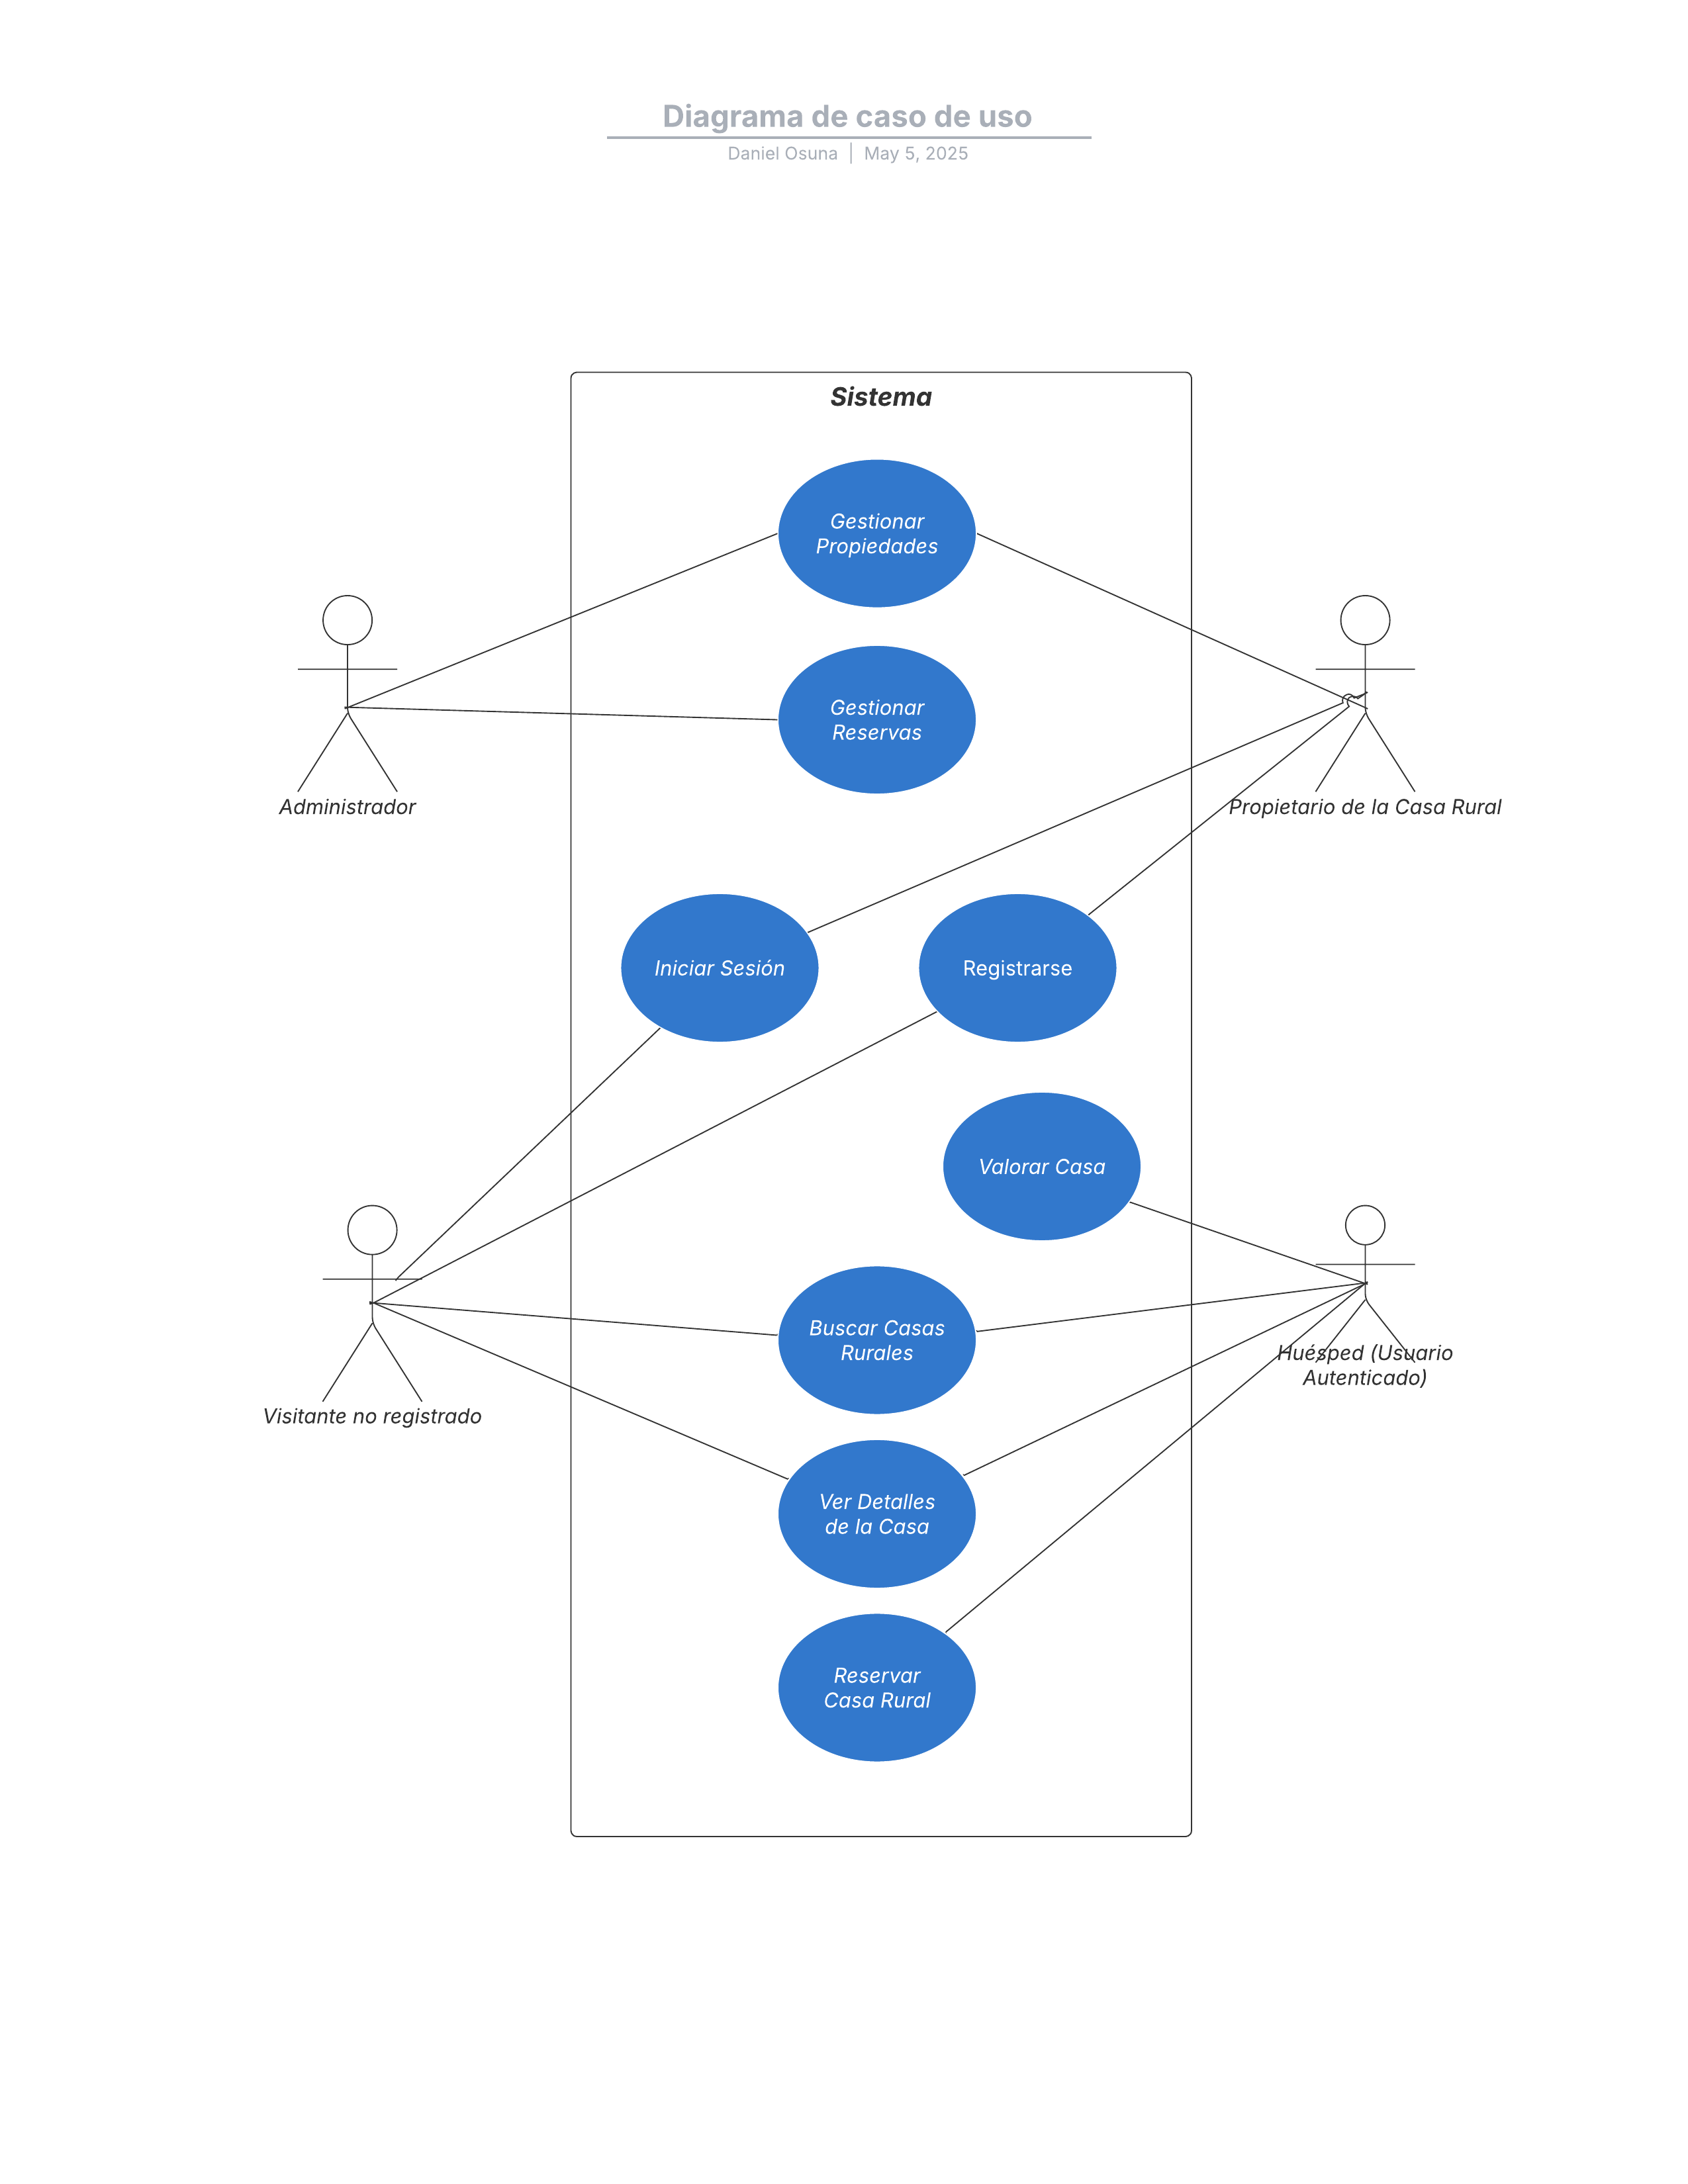 Diagrama de caso de uso
Daniel Osuna | May 5, 2025
Sistema
Gestionar
Propiedades
Gestionar
Reservas
Administrador
Propietario de la Casa Rural
Iniciar Sesión
Registrarse
Valorar Casa
Buscar Casas
Rurales
Huésped (Usuario
Autenticado)
Visitante no registrado
Ver Detalles
de la Casa
Reservar
Casa Rural